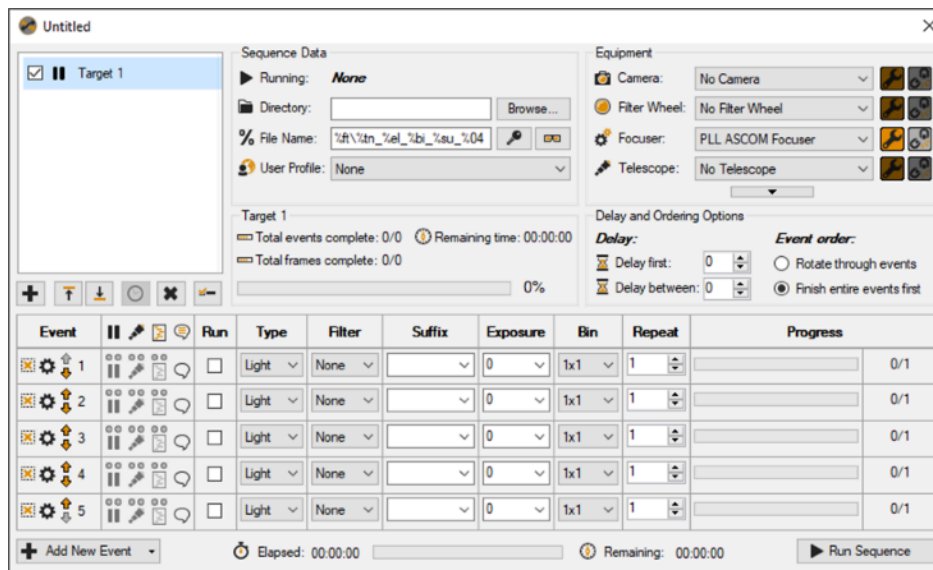 Untitled
Target 1
Sequence Data
Running: None
Directory: Browse...
File Name: %ft\%tn_%el_%bi_%su_%04
User Profile: None
Equipment
Camera: No Camera
Filter Wheel: No Filter Wheel
Focuser: PLL ASCOM Focuser
Telescope: No Telescope
Target 1
Total events complete: 0/0 Remaining time: 00:00:00
Total frames complete: 0/0
0%
Delay and Ordering Options
Delay: Event order:
Delay first: 0 Rotate through events
Delay between: 0 Finish entire events first
Event Run Type Filter Suffix Exposure Bin Repeat Progress
1 Light None 0 1x1 1 0/1
2 Light None 0 1x1 1 0/1
3 Light None 0 1x1 1 0/1
4 Light None 0 1x1 1 0/1
5 Light None 0 1x1 1 0/1
Add New Event Elapsed: 00:00:00 Remaining: 00:00:00 Run Sequence